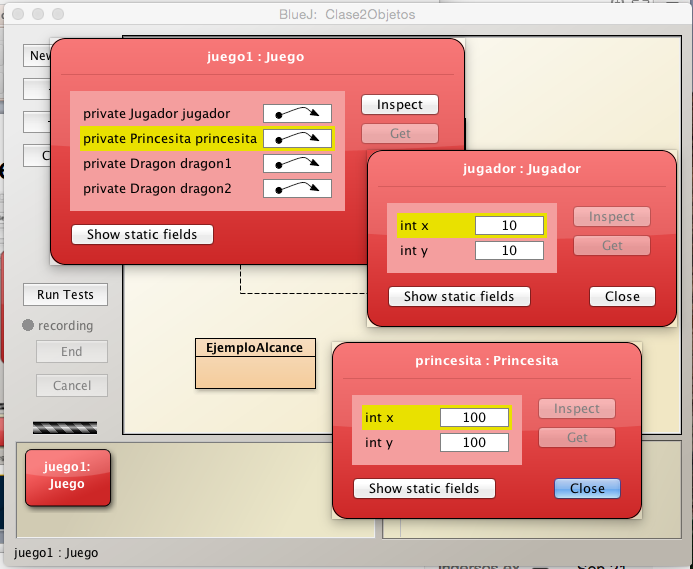 BlueJ: Clase2Objetos
juego1 : Juego
private Jugador jugador
private Princesita princesita
private Dragon dragon1
private Dragon dragon2
Inspect
Get
Show static fields
jugador : Jugador
int x 10
int y 10
Inspect
Get
Show static fields
Close
Run Tests
recording
End
Cancel
EjemploAlcance
princesita : Princesita
int x 100
int y 100
Inspect
Get
Show static fields
Close
juego1:
Juego
juego1 : Juego